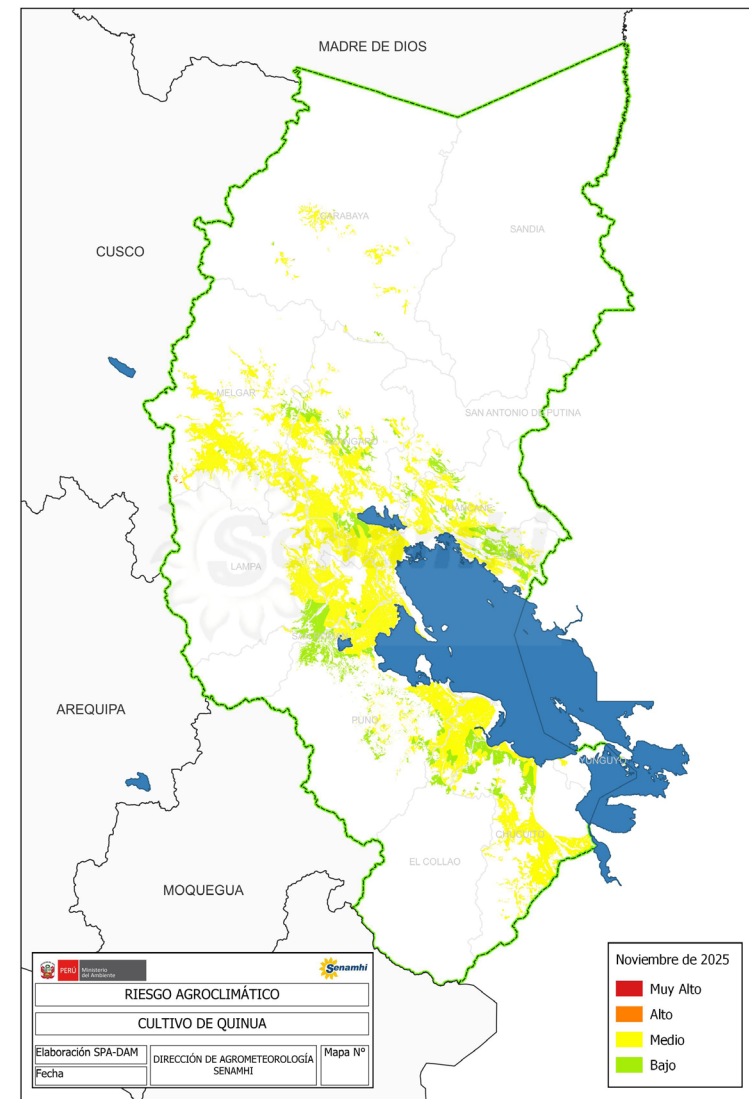 MADRE DE DIOS
CARABAYA
SANDIA
CUSCO
MELGAR
SAN ANTONIO DE PUTINA
Senamhi
LAMPA
AREQUIPA
PUNO
YUNGUYO
CHUCUITO
EL COLLAO
MOQUEGUA
PERÚ Ministerio
del Ambiente
Senamhi
RIESGO AGROCLIMÁTICO
CULTIVO DE QUINUA
Elaboración SPA-DAM
Fecha
DIRECCIÓN DE AGROMETEOROLOGÍA
SENAMHI
Mapa N°
Noviembre de 2025
Muy Alto
Alto
Medio
Bajo